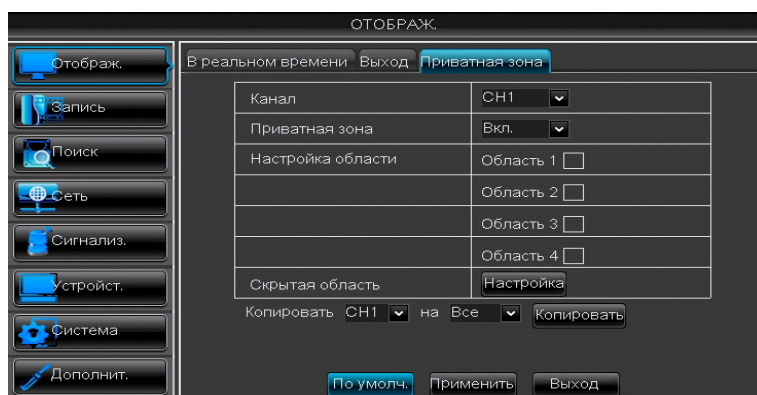 ОТОБРАЖ.
Отображ.
Запись
Поиск
Сеть
Сигнализ.
Устройст.
Система
Дополнит.
В реальном времени Выход Приватная зона
Канал CH1
Приватная зона Вкл.
Настройка области Область 1
Область 2
Область 3
Область 4
Скрытая область Настройка
Копировать CH1 на Все Копировать
По умолч. Применить Выход